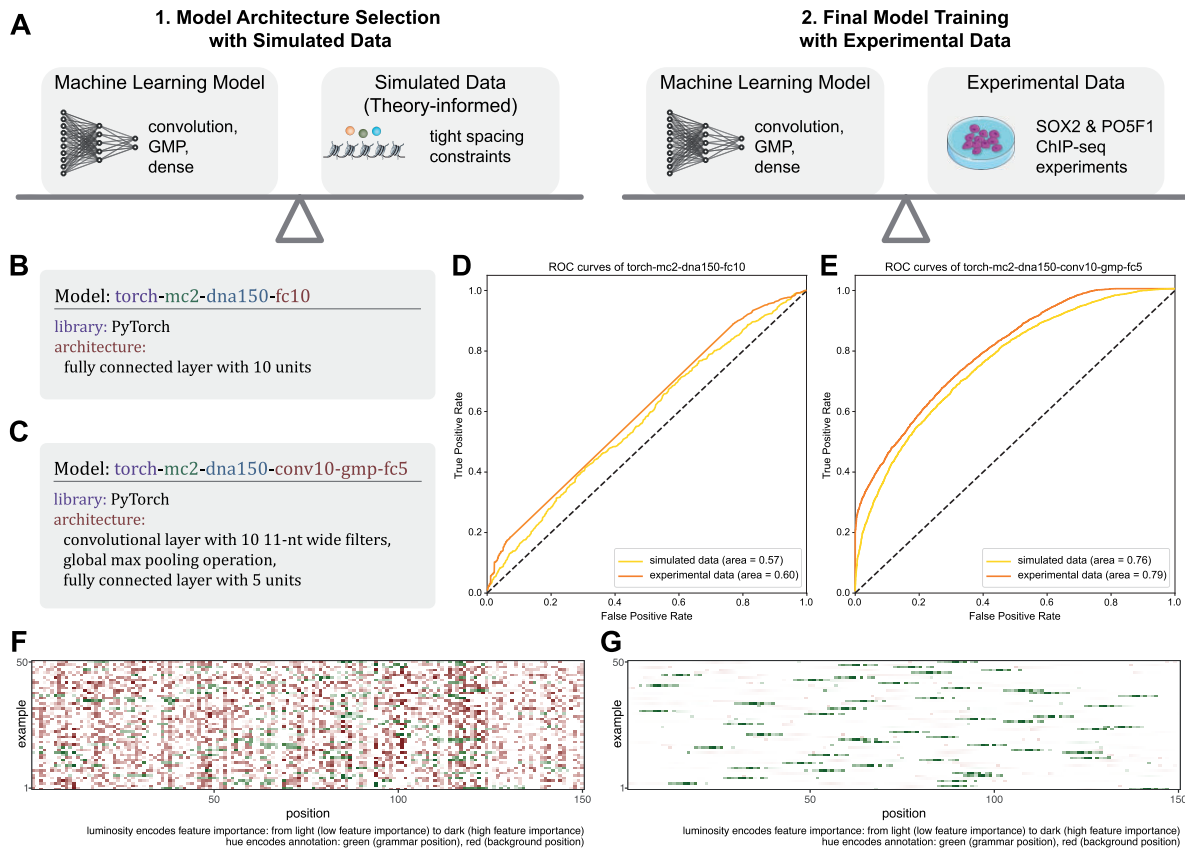 A
1. Model Architecture Selection
with Simulated Data
Machine Learning Model
convolution,
GMP,
dense
Simulated Data
(Theory-informed)
tight spacing
constraints
2. Final Model Training
with Experimental Data
Machine Learning Model
convolution,
GMP,
dense
Experimental Data
SOX2 & PO5F1
ChIP-seq
experiments
B
Model: torch-mc2-dna150-fc10
library: PyTorch
architecture:
fully connected layer with 10 units
C
Model: torch-mc2-dna150-conv10-gmp-fc5
library: PyTorch
architecture:
convolutional layer with 10 11-nt wide filters,
global max pooling operation,
fully connected layer with 5 units
D
ROC curves of torch-mc2-dna150-fc10
True Positive Rate
1.0
0.8
0.6
0.4
0.2
0.0
simulated data (area = 0.57)
experimental data (area = 0.60)
0.0 0.2 0.4 0.6 0.8 1.0
False Positive Rate
E
ROC curves of torch-mc2-dna150-conv10-gmp-fc5
True Positive Rate
1.0
0.8
0.6
0.4
0.2
0.0
simulated data (area = 0.76)
experimental data (area = 0.79)
0.0 0.2 0.4 0.6 0.8 1.0
False Positive Rate
F
50
example
1
50 100 150
position
luminosity encodes feature importance: from light (low feature importance) to dark (high feature importance)
hue encodes annotation: green (grammar position), red (background position)
G
50
example
1
50 100 150
position
luminosity encodes feature importance: from light (low feature importance) to dark (high feature importance)
hue encodes annotation: green (grammar position), red (background position)